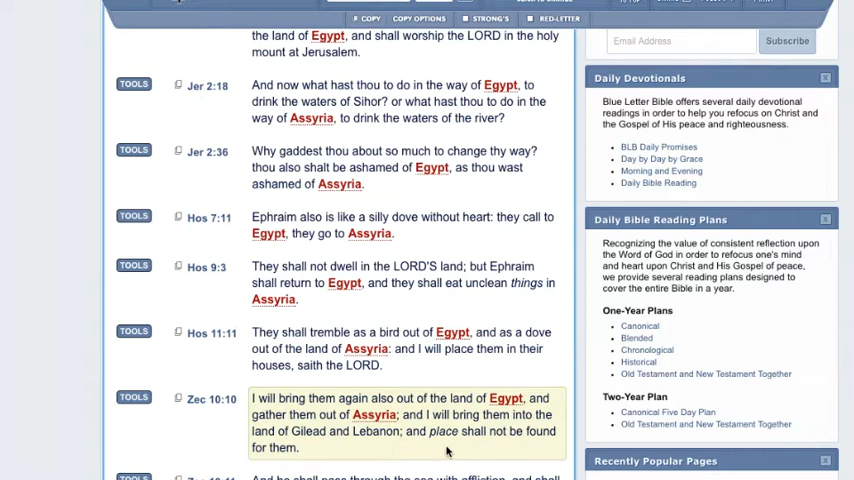 COPY COPY OPTIONS STRONG'S RED-LETTER
the land of Egypt, and shall worship the LORD in the holy
mount at Jerusalem.
TOOLS Jer 2:18 And now what hast thou to do in the way of Egypt, to
drink the waters of Sihor? or what hast thou to do in the
way of Assyria, to drink the waters of the river?
TOOLS Jer 2:36 Why gaddest thou about so much to change thy way?
thou also shalt be ashamed of Egypt, as thou wast
ashamed of Assyria.
TOOLS Hos 7:11 Ephraim also is like a silly dove without heart: they call to
Egypt, they go to Assyria.
TOOLS Hos 9:3 They shall not dwell in the LORD'S land; but Ephraim
shall return to Egypt, and they shall eat unclean things in
Assyria.
TOOLS Hos 11:11 They shall tremble as a bird out of Egypt, and as a dove
out of the land of Assyria: and I will place them in their
houses, saith the LORD.
TOOLS Zec 10:10 I will bring them again also out of the land of Egypt, and
gather them out of Assyria; and I will bring them into the
land of Gilead and Lebanon; and place shall not be found
for them.
Email Address Subscribe
Daily Devotionals
Blue Letter Bible offers several daily devotional
readings in order to help you refocus on Christ and
the Gospel of His peace and righteousness.
BLB Daily Promises
Day by Day by Grace
Morning and Evening
Daily Bible Reading
Daily Bible Reading Plans
Recognizing the value of consistent reflection upon
the Word of God in order to refocus one's mind
and heart upon Christ and His Gospel of peace,
we provide several reading plans designed to
cover the entire Bible in a year.
One-Year Plans
Canonical
Blended
Chronological
Historical
Old Testament and New Testament Together
Two-Year Plan
Canonical Five Day Plan
Old Testament and New Testament Together
Recently Popular Pages